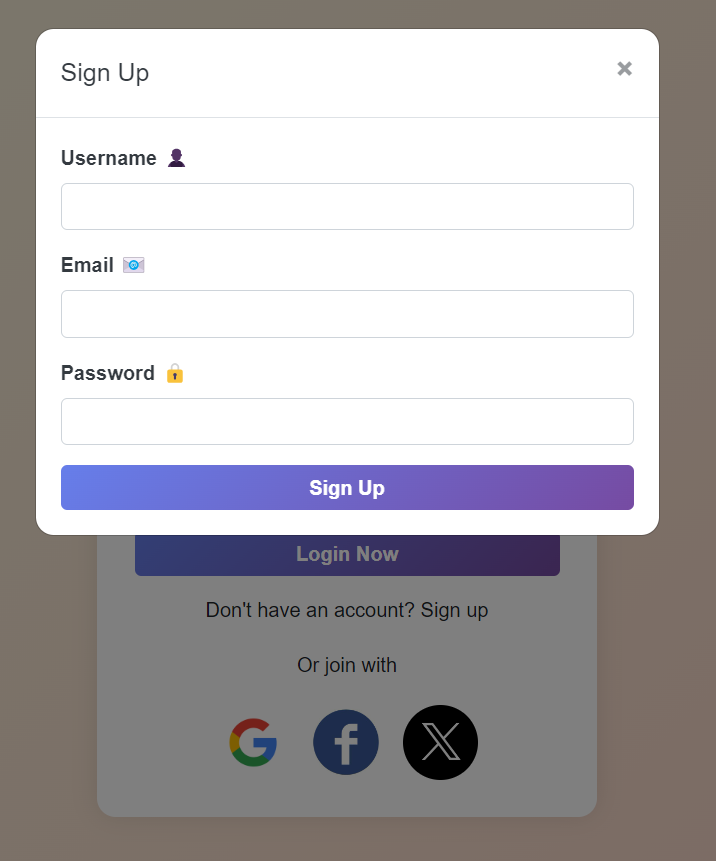 Sign Up
×
Username
Email
Password
Sign Up
Login Now
Don't have an account? Sign up
Or join with